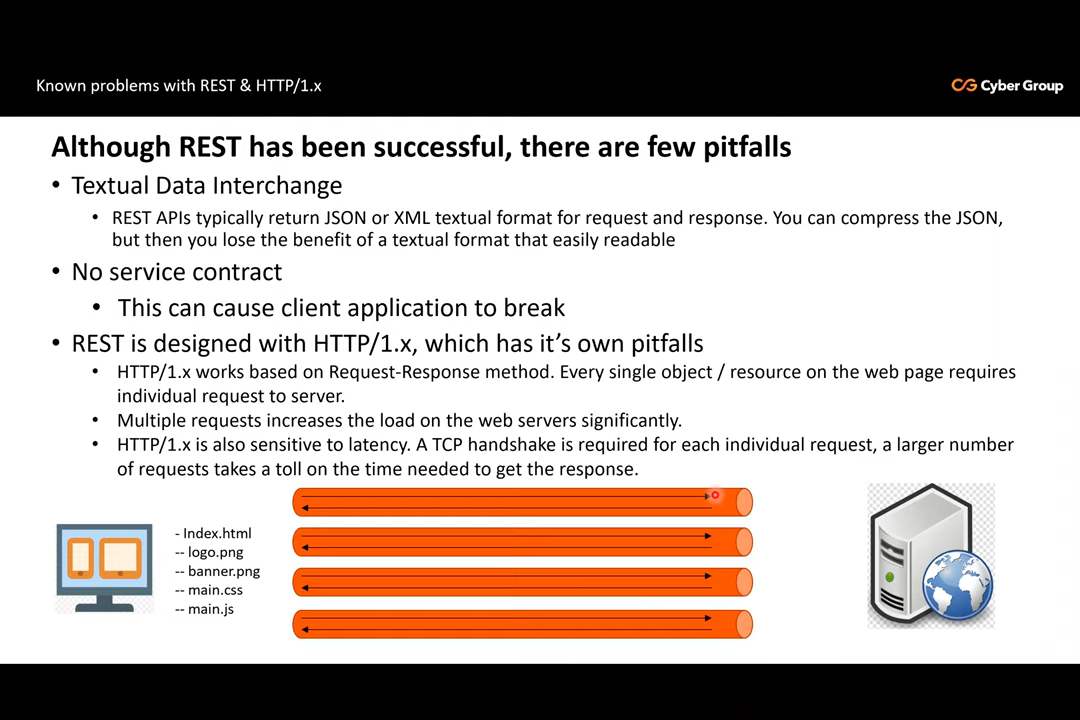 Known problems with REST & HTTP/1.x
Cyber Group
Although REST has been successful, there are few pitfalls
• Textual Data Interchange
• REST APIs typically return JSON or XML textual format for request and response. You can compress the JSON,
but then you lose the benefit of a textual format that easily readable
• No service contract
• This can cause client application to break
• REST is designed with HTTP/1.x, which has it's own pitfalls
• HTTP/1.x works based on Request-Response method. Every single object / resource on the web page requires
individual request to server.
• Multiple requests increases the load on the web servers significantly.
• HTTP/1.x is also sensitive to latency. A TCP handshake is required for each individual request, a larger number
of requests takes a toll on the time needed to get the response.
- Index.html
-- logo.png
-- banner.png
-- main.css
-- main.js